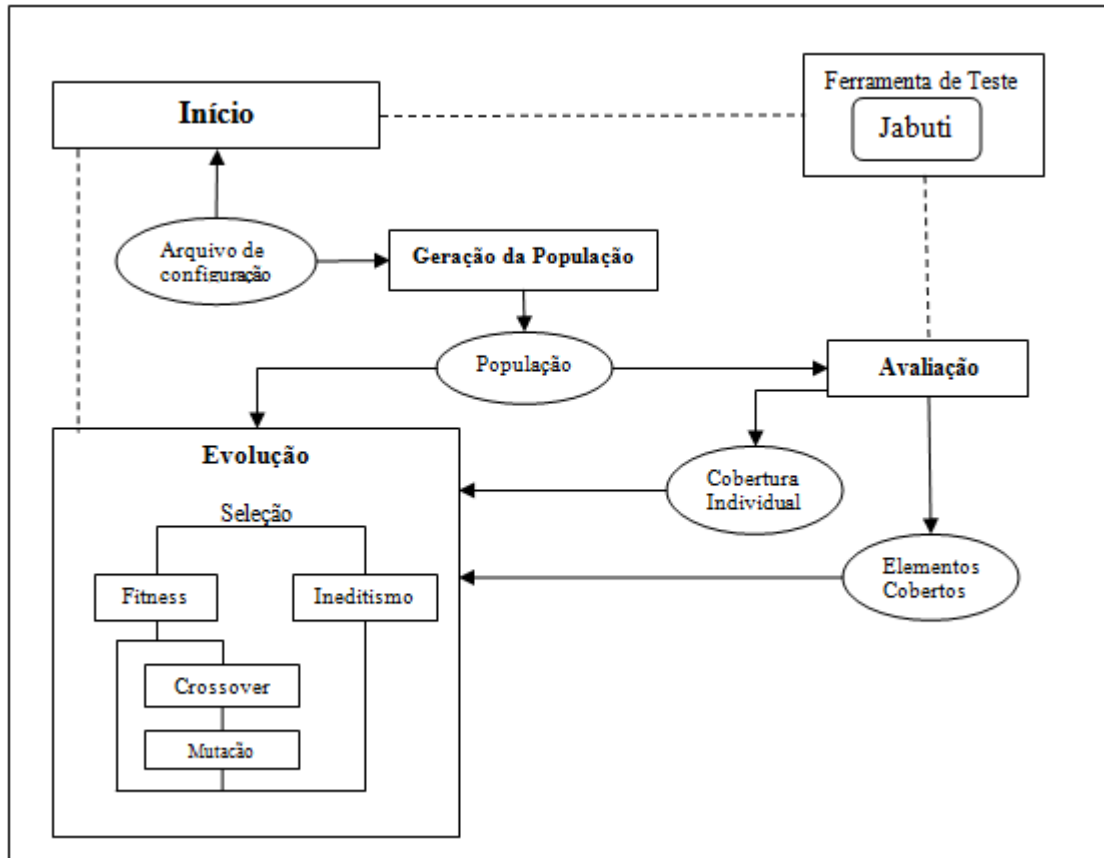 Início
Ferramenta de Teste
Jabuti
Arquivo de
configuração
Geração da População
População
Avaliação
Evolução
Cobertura
Individual
Seleção
Elementos
Cobertos
Fitness
Ineditismo
Crossover
Mutacão